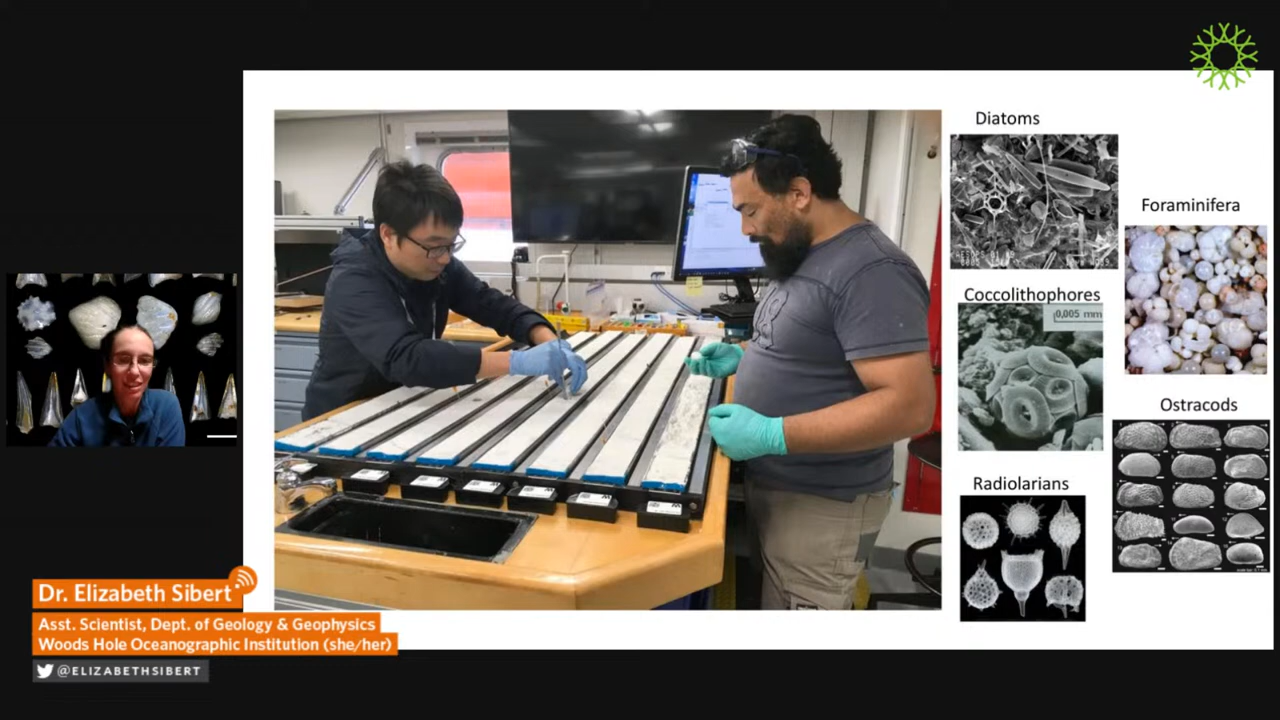 Diatoms
Foraminifera
Coccolithophores
0,005 mm
Ostracods
Radiolarians
Dr. Elizabeth Sibert
Asst. Scientist, Dept. of Geology & Geophysics
Woods Hole Oceanographic Institution (she/her)
@ELIZABETHSIBERT